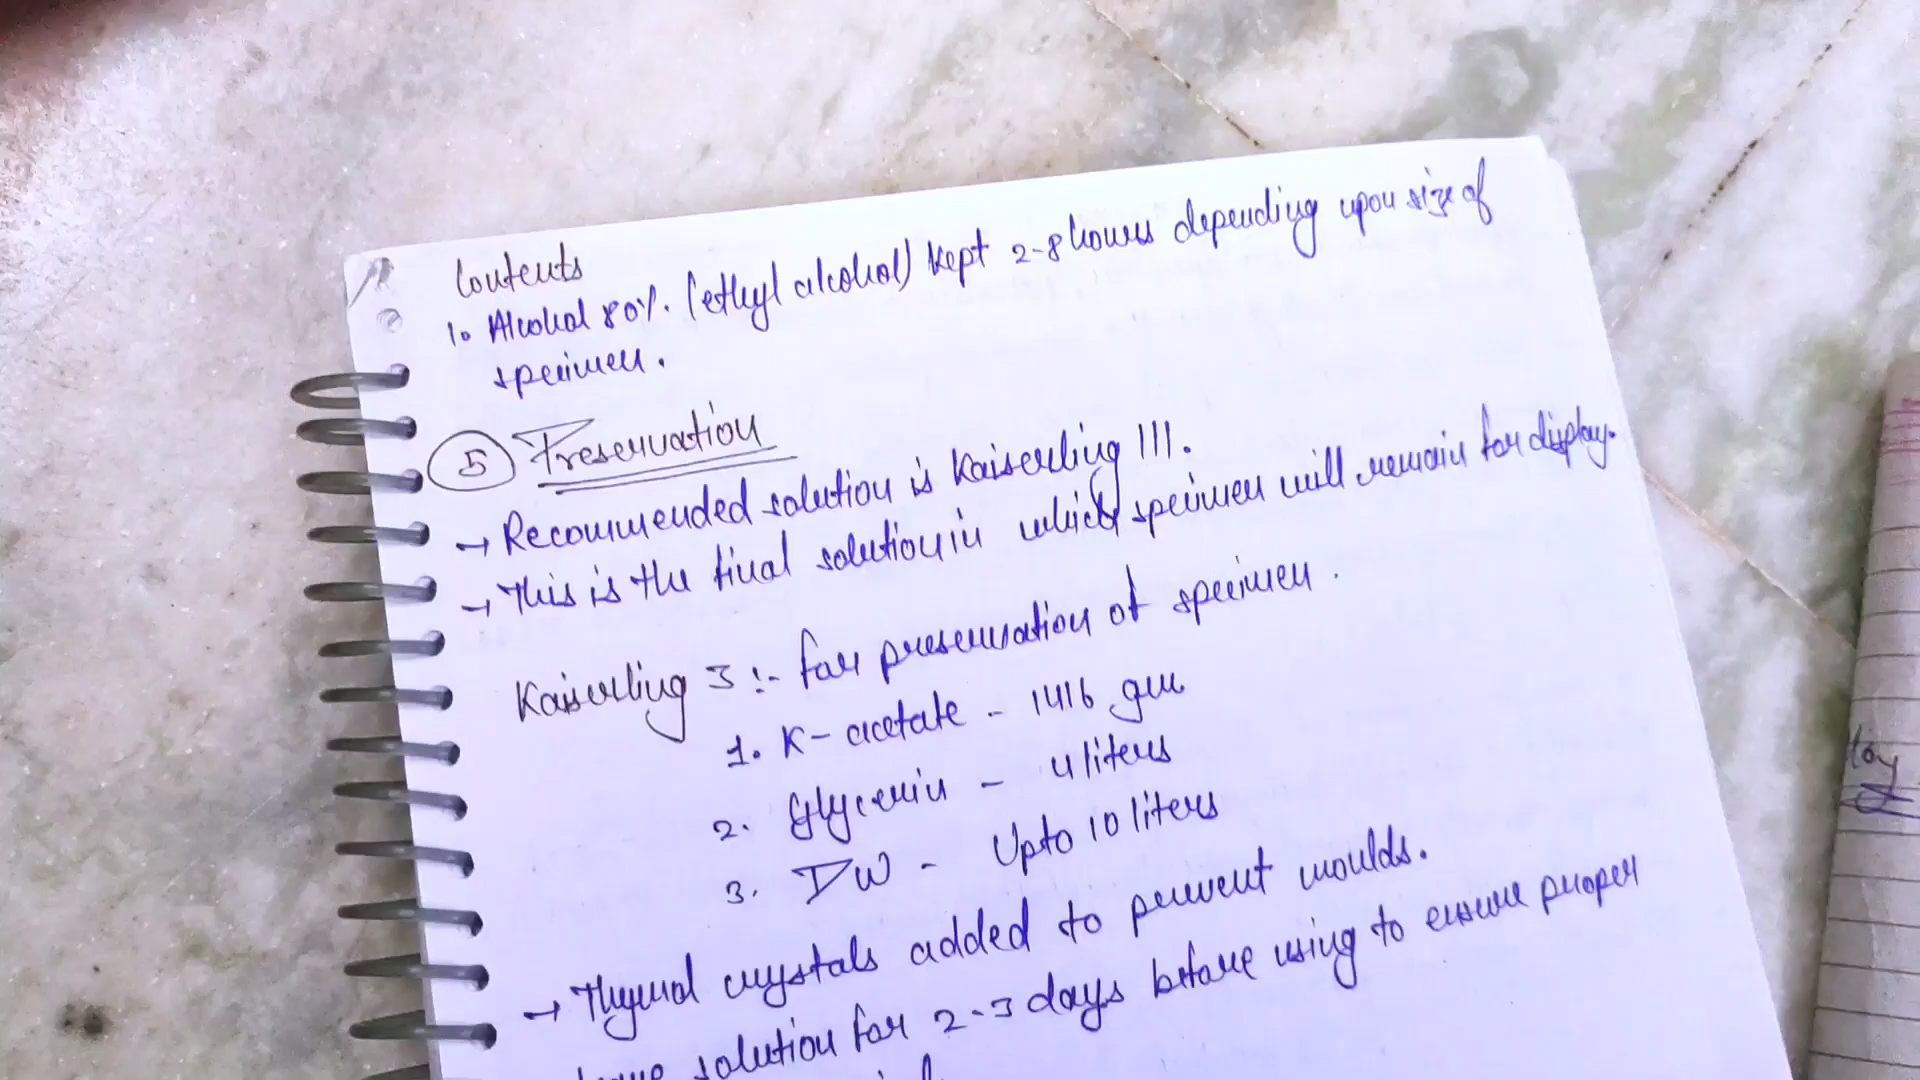 Contents
1. Alcohol 80%. (ethyl alcohol) kept 2-8 hours depending upon size of
specimen.
5 Preservation
→ Recommended solution is Kaiserling III.
→ This is the final solution in which specimen will remain for display.
Kaiserling 3 :- for preservation of specimen.
1. K- acetate - 1416 gm
2. Glycerin - 4 liters
3. DW - Upto 10 liters
→ Thymol crystals added to prevent moulds.
solution for 2-3 days before using to ensure proper